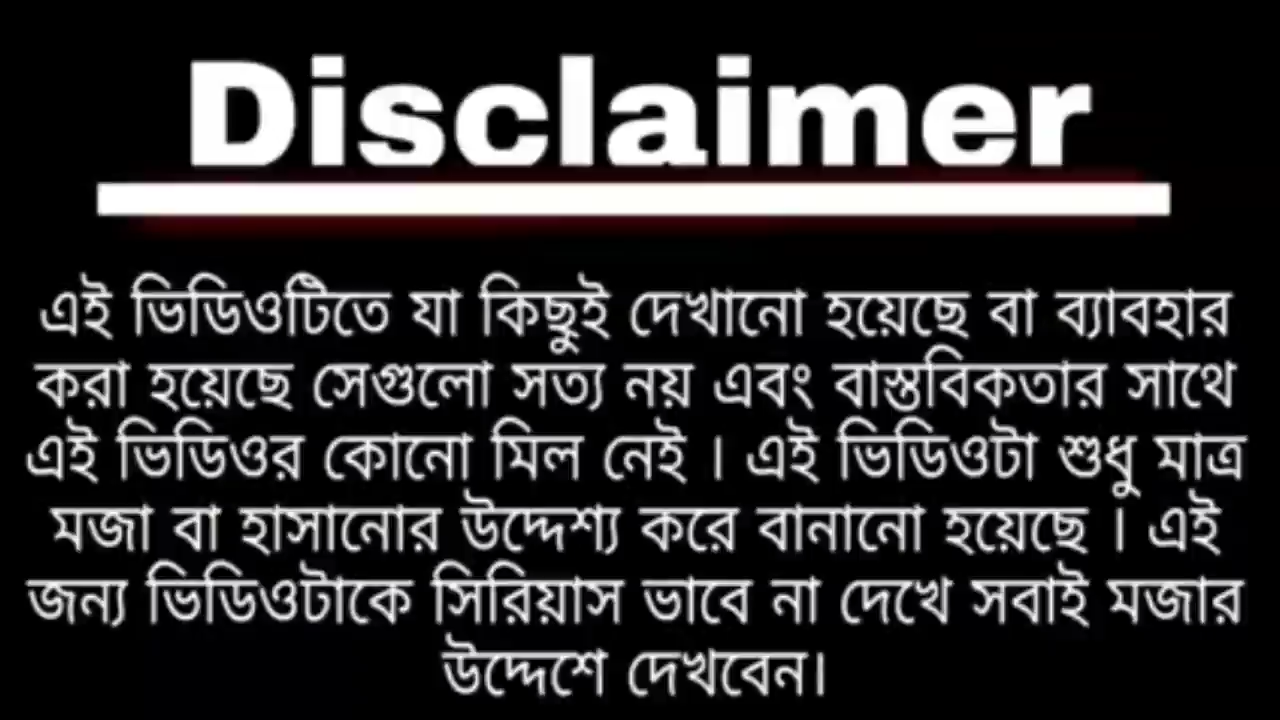 Disclaimer
এই ভিডিওটিতে যা কিছুই দেখানো হয়েছে বা ব্যাবহার
করা হয়েছে সেগুলো সত্য নয় এবং বাস্তবিকতার সাথে
এই ভিডিওর কোনো মিল নেই । এই ভিডিওটা শুধু মাত্র
মজা বা হাসানোর উদ্দেশ্য করে বানানো হয়েছে । এই
জন্য ভিডিওটাকে সিরিয়াস ভাবে না দেখে সবাই মজার
উদ্দেশে দেখবেন।